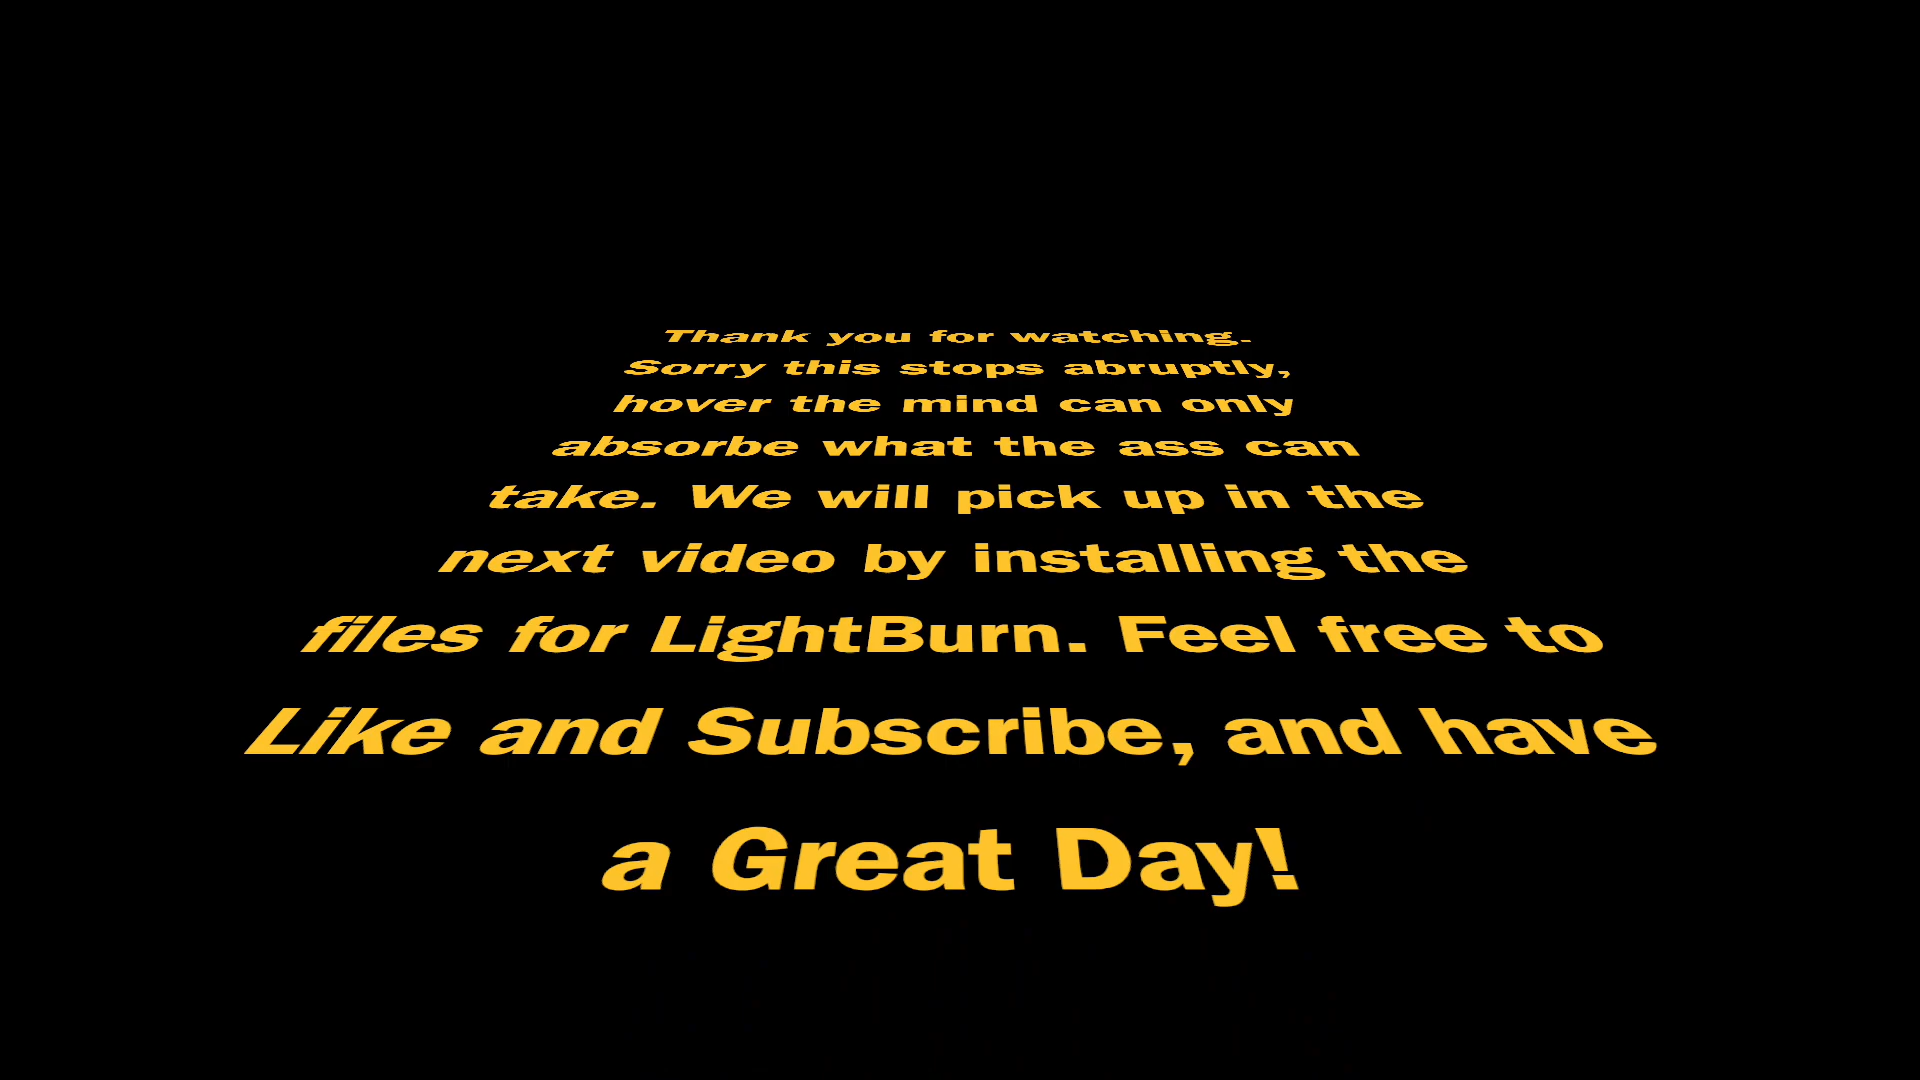 Thank you for watching.
Sorry this stops abruptly,
hover the mind can only
absorbe what the ass can
take. We will pick up in the
next video by installing the
files for LightBurn. Feel free to
Like and Subscribe, and have
a Great Day!